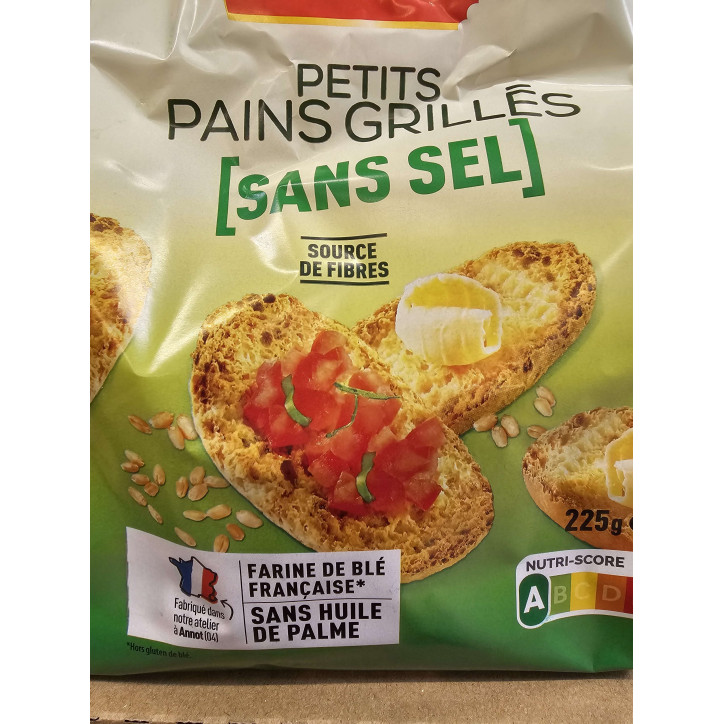 PETITS
PAINS GRILLÉS
[SANS SEL]
SOURCE
DE FIBRES
225g
NUTRI-SCORE
A B C D
FARINE DE BLÉ
FRANÇAISE*
SANS HUILE
DE PALME
Fabriqué dans
notre atelier
à Annot (04)
*Hors gluten de blé